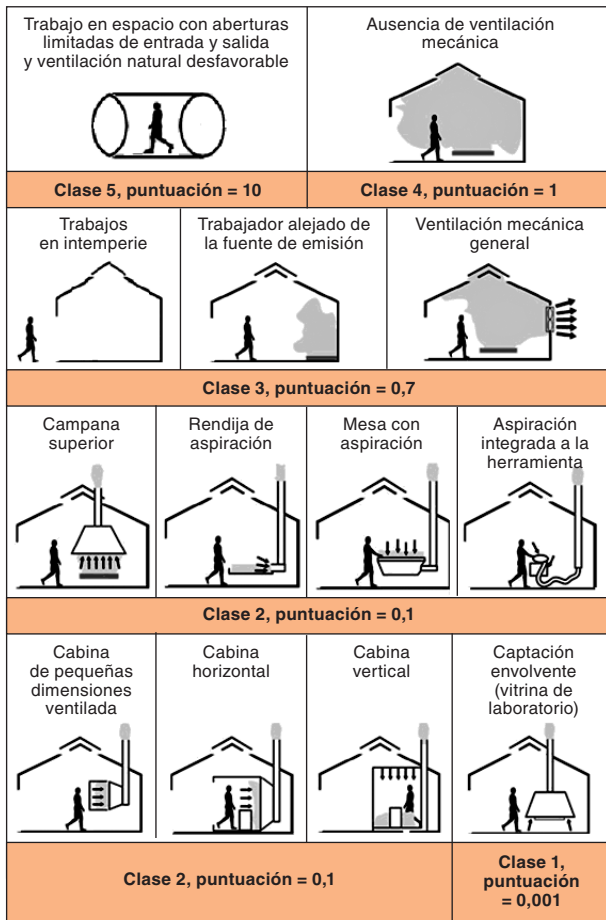 Trabajo en espacio con aberturas
limitadas de entrada y salida
y ventilación natural desfavorable
Ausencia de ventilación
mecánica
Clase 5, puntuación = 10
Clase 4, puntuación = 1
Trabajos
en intemperie
Trabajador alejado de
la fuente de emisión
Ventilación mecánica
general
Clase 3, puntuación = 0,7
Campana
superior
Rendija de
aspiración
Mesa con
aspiración
Aspiración
integrada a la
herramienta
Clase 2, puntuación = 0,1
Cabina
de pequeñas
dimensiones
ventilada
Cabina
horizontal
Cabina
vertical
Captación
envolvente
(vitrina de
laboratorio)
Clase 2, puntuación = 0,1
Clase 1,
puntuación
= 0,001